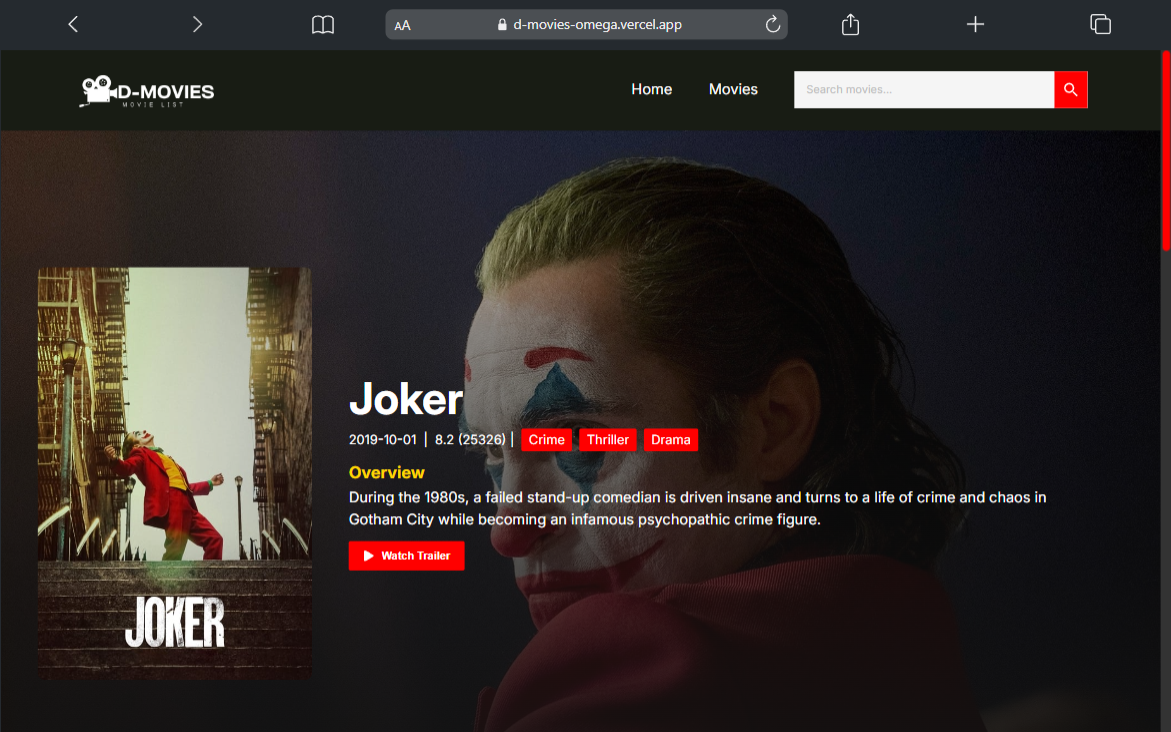 AA d-movies-omega.vercel.app
D-MOVIES
MOVIE LIST
Home Movies Search movies...
Joker
2019-10-01 | 8.2 (25326) | Crime Thriller Drama
Overview
During the 1980s, a failed stand-up comedian is driven insane and turns to a life of crime and chaos in
Gotham City while becoming an infamous psychopathic crime figure.
Watch Trailer
JOKER